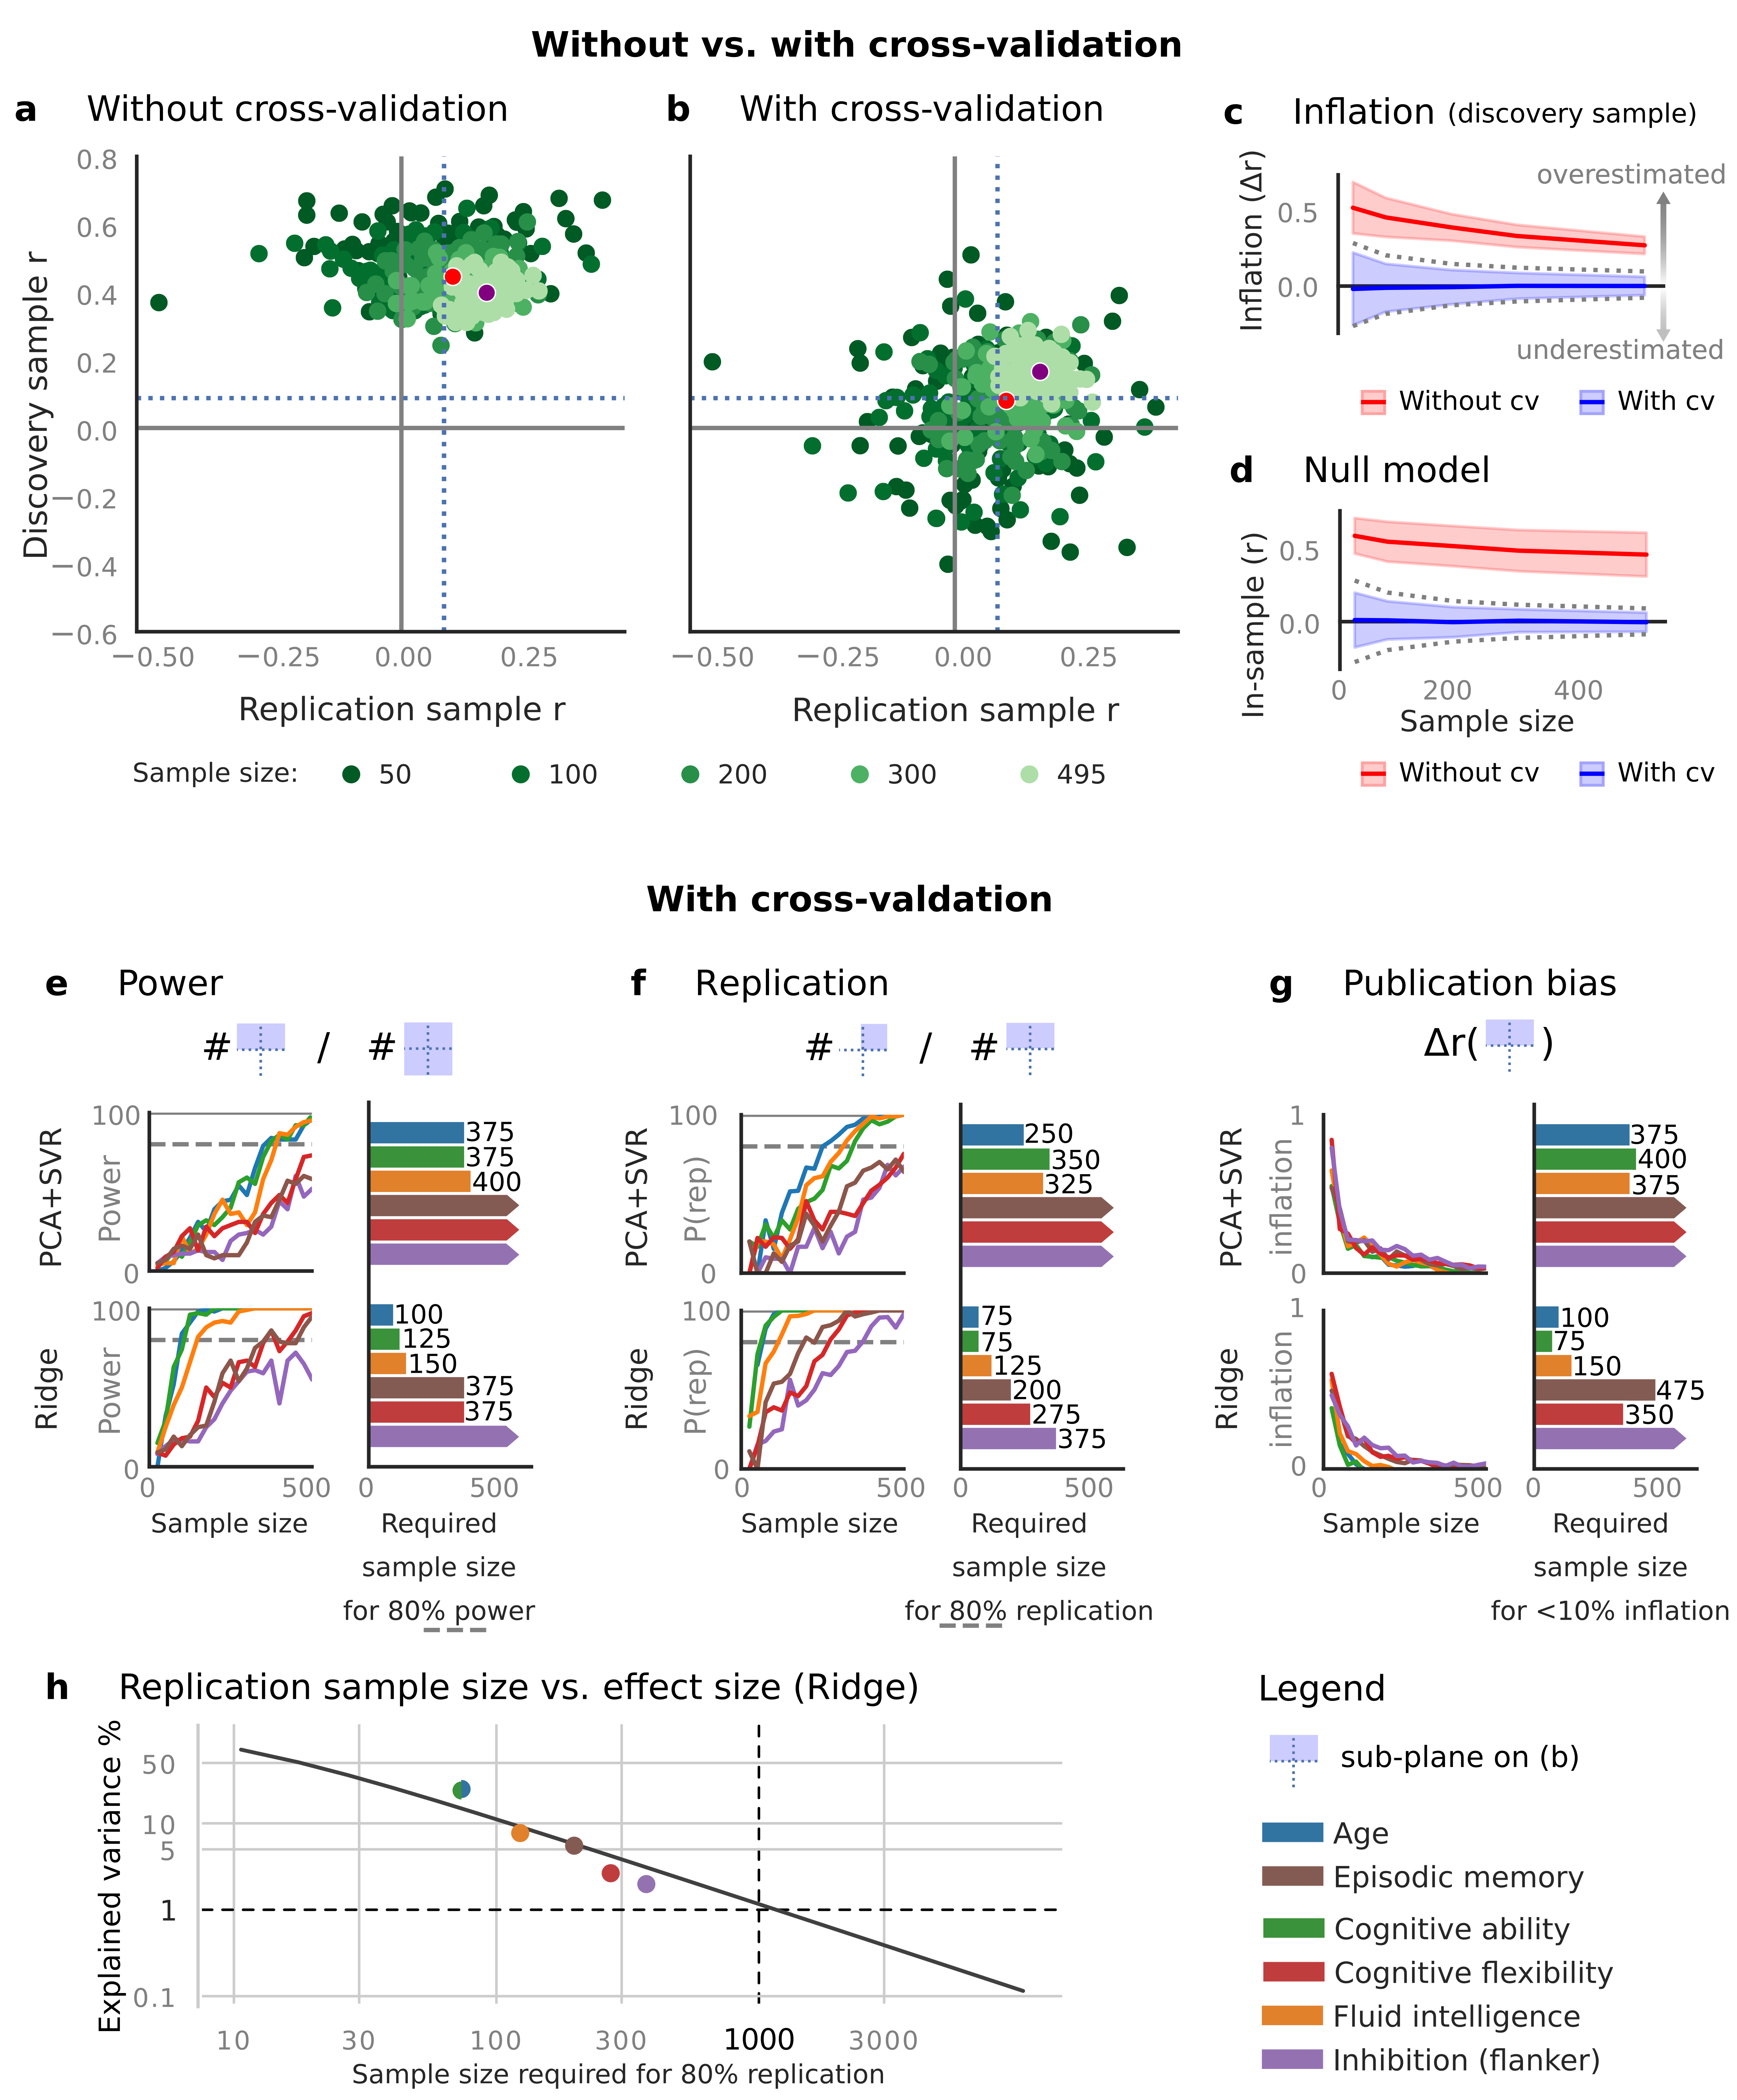 Without vs. with cross-validation
a Without cross-validation
b With cross-validation
c Inflation (discovery sample)
Discovery sample r
0.8
0.6
0.4
0.2
0.0
−0.2
−0.4
−0.6
−0.50 −0.25 0.00 0.25
Replication sample r
−0.50 −0.25 0.00 0.25
Replication sample r
Sample size: 50 100 200 300 495
Inflation (Δr)
0.5
0.0
overestimated
underestimated
Without cv With cv
d Null model
In-sample (r)
0.5
0.0
0 200 400
Sample size
Without cv With cv
With cross-valdation
e Power
# / #
PCA+SVR
Power
100
0
375
375
400
Ridge
Power
100
0
100
125
150
375
375
0 500
Sample size
0 500
Required
sample size
for 80% power
f Replication
# / #
PCA+SVR
P(rep)
100
0
250
350
325
Ridge
P(rep)
100
0
75
75
125
200
275
375
0 500
Sample size
0 500
Required
sample size
for 80% replication
g Publication bias
Δr( )
PCA+SVR
inflation
1
0
375
400
375
Ridge
inflation
1
0
100
75
150
475
350
0 500
Sample size
0 500
Required
sample size
for <10% inflation
h Replication sample size vs. effect size (Ridge)
Explained variance %
50
10
5
1
0.1
10 30 100 300 1000 3000
Sample size required for 80% replication
Legend
sub-plane on (b)
Age
Episodic memory
Cognitive ability
Cognitive flexibility
Fluid intelligence
Inhibition (flanker)